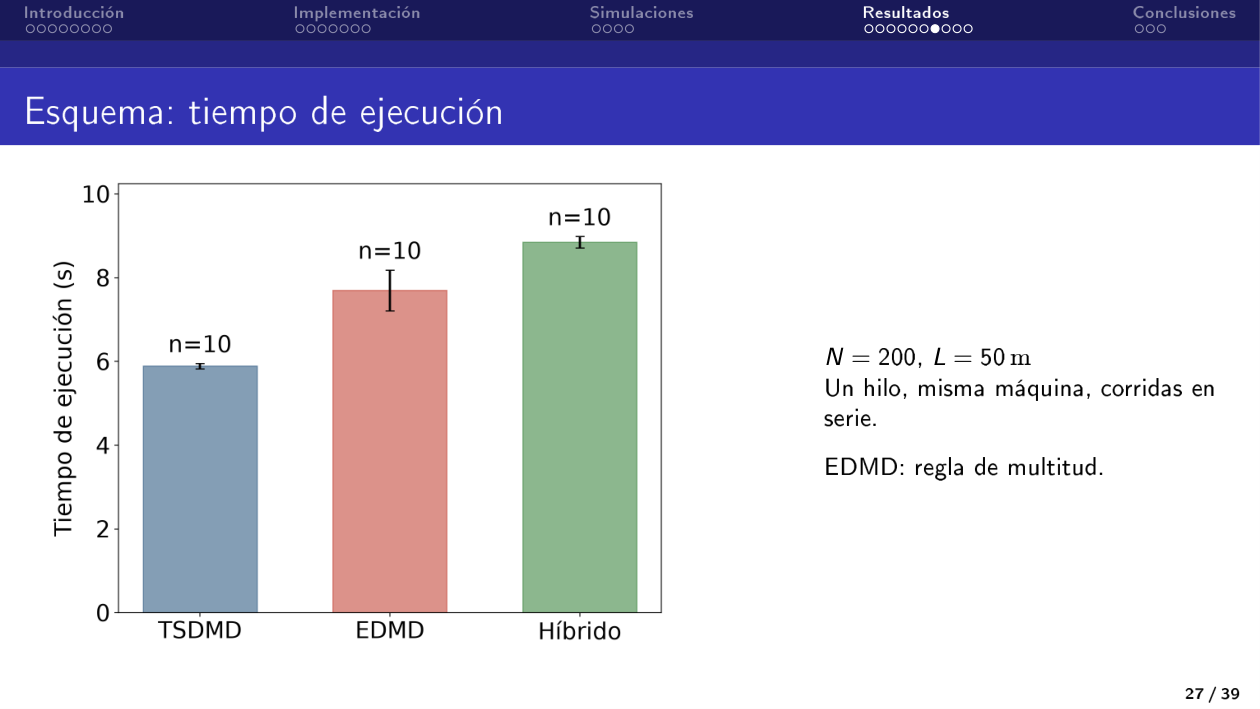 Introducción Implementación Simulaciones Resultados Conclusiones
Esquema: tiempo de ejecución
Tiempo de ejecución (s)
10
8
6
4
2
0
n=10
n=10
n=10
TSDMD EDMD Híbrido
N = 200, L = 50 m
Un hilo, misma máquina, corridas en
serie.
EDMD: regla de multitud.
27 / 39